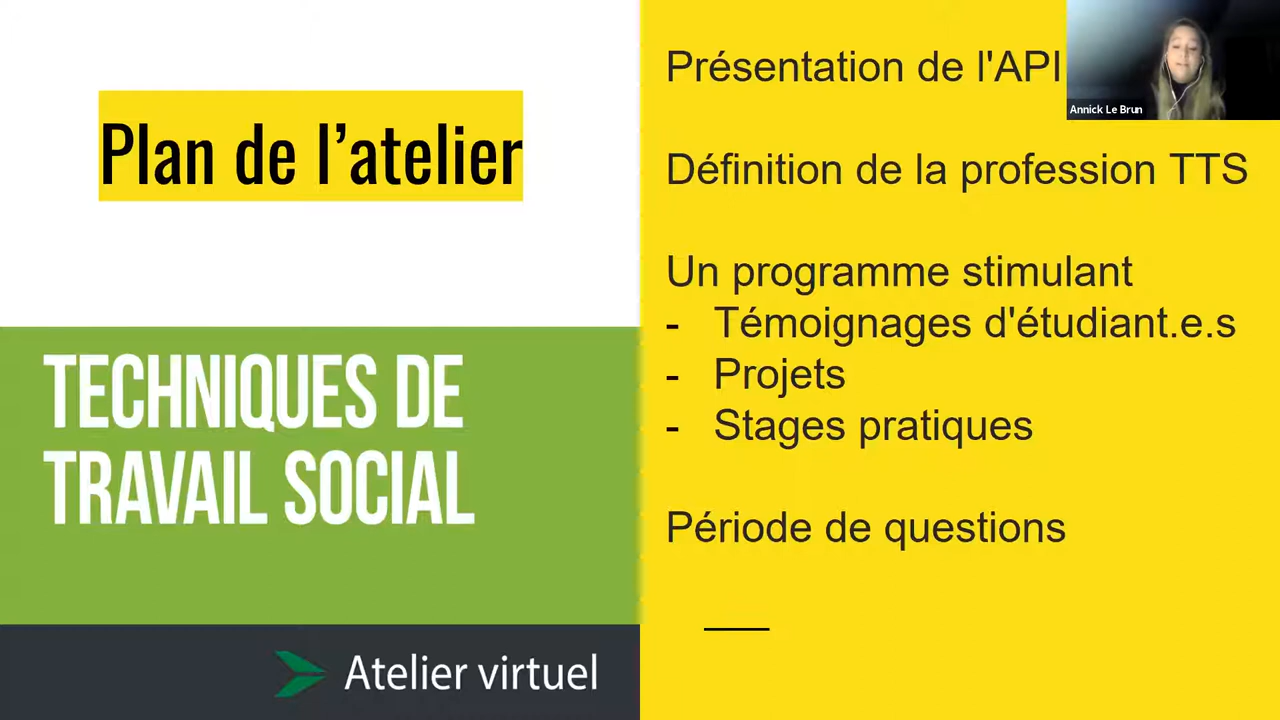 Plan de l’atelier
TECHNIQUES DE
TRAVAIL SOCIAL
Atelier virtuel
Présentation de l'API
Définition de la profession TTS
Un programme stimulant
- Témoignages d'étudiant.e.s
- Projets
- Stages pratiques
Période de questions
Annick Le Brun